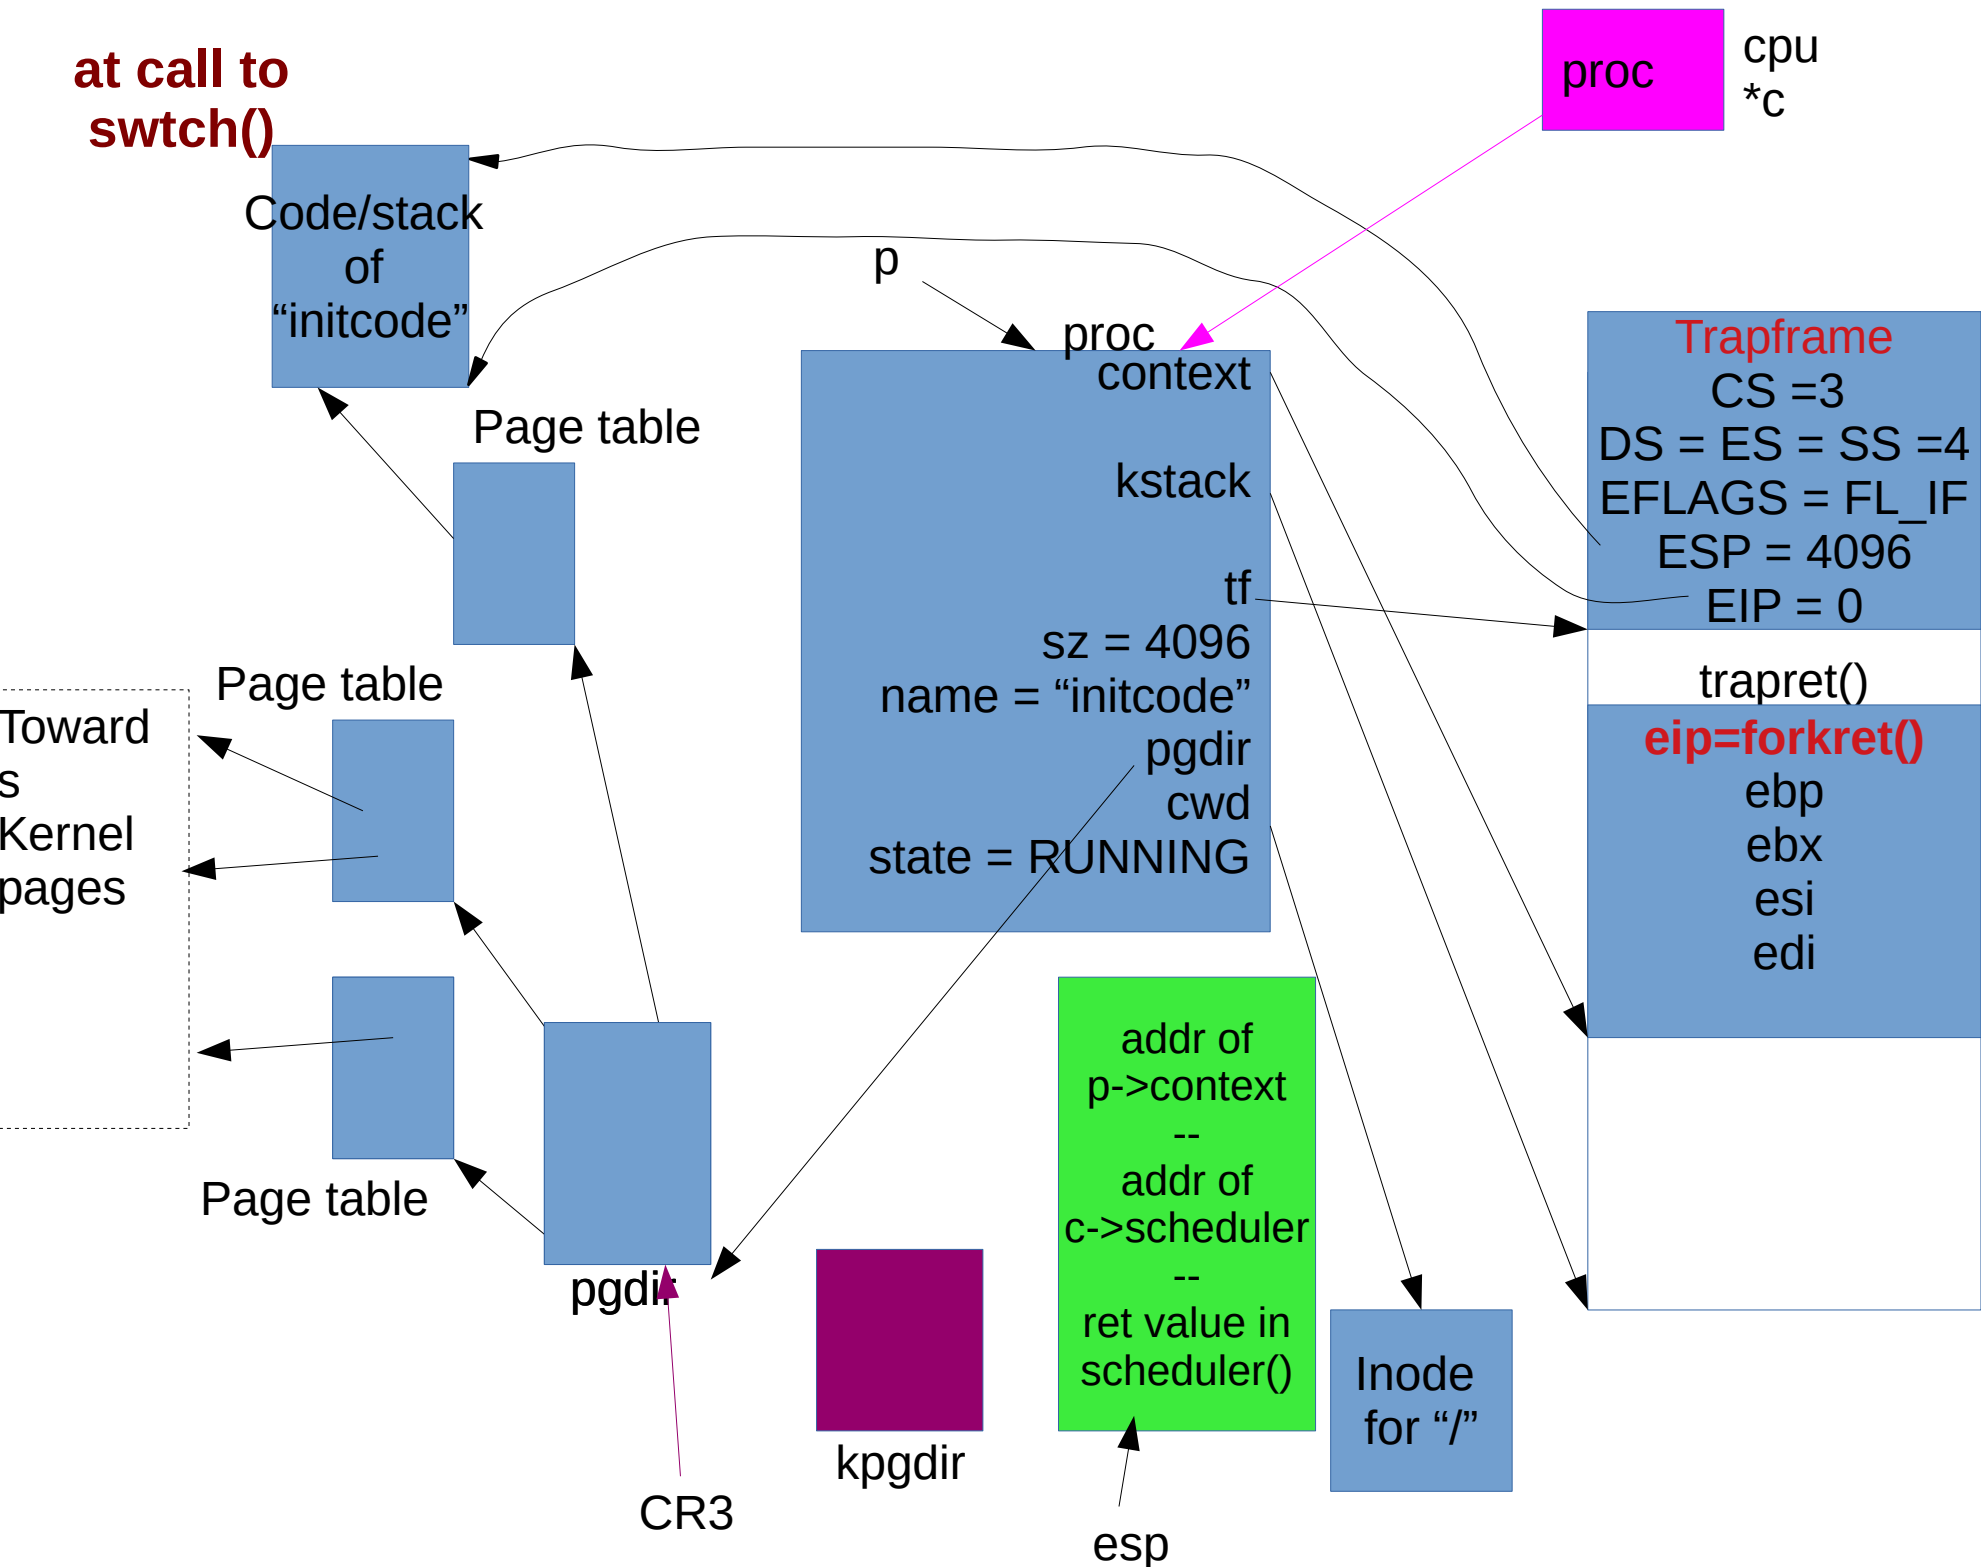 at call to
swtch()
proc
cpu
*c
Code/stack
of
“initcode”
p
proc
context
kstack
tf
sz = 4096
name = “initcode”
pgdir
cwd
state = RUNNING
Trapframe
CS =3
DS = ES = SS =4
EFLAGS = FL_IF
ESP = 4096
EIP = 0
trapret()
eip=forkret()
ebp
ebx
esi
edi
Page table
Page table
Toward
s
Kernel
pages
Page table
pgdir
CR3
kpgdir
addr of
p->context
--
addr of
c->scheduler
--
ret value in
scheduler()
esp
Inode
for “/”